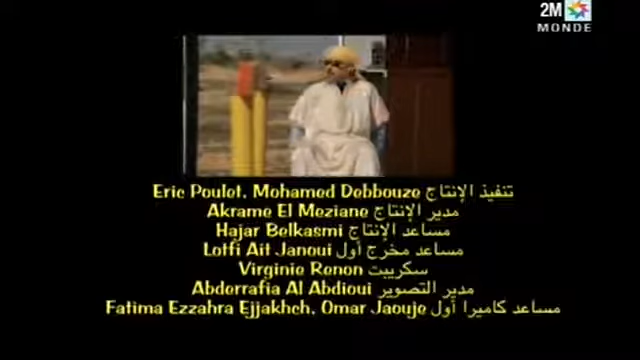 2M
MONDE
Eric Poulet, Mohamed Debbouze تنفيذ الإنتاج
Akrame El Meziane مدير الإنتاج
Hajar Belkasmi مساعد الإنتاج
Lotfi Ait Janoui مساعد مخرج أول
Virginie Renon سكريبت
Abderrafia Al Abdioui مدير التصوير
Fatima Ezzahra Ejjakhch, Omar Jaouje مساعد كاميرا أول